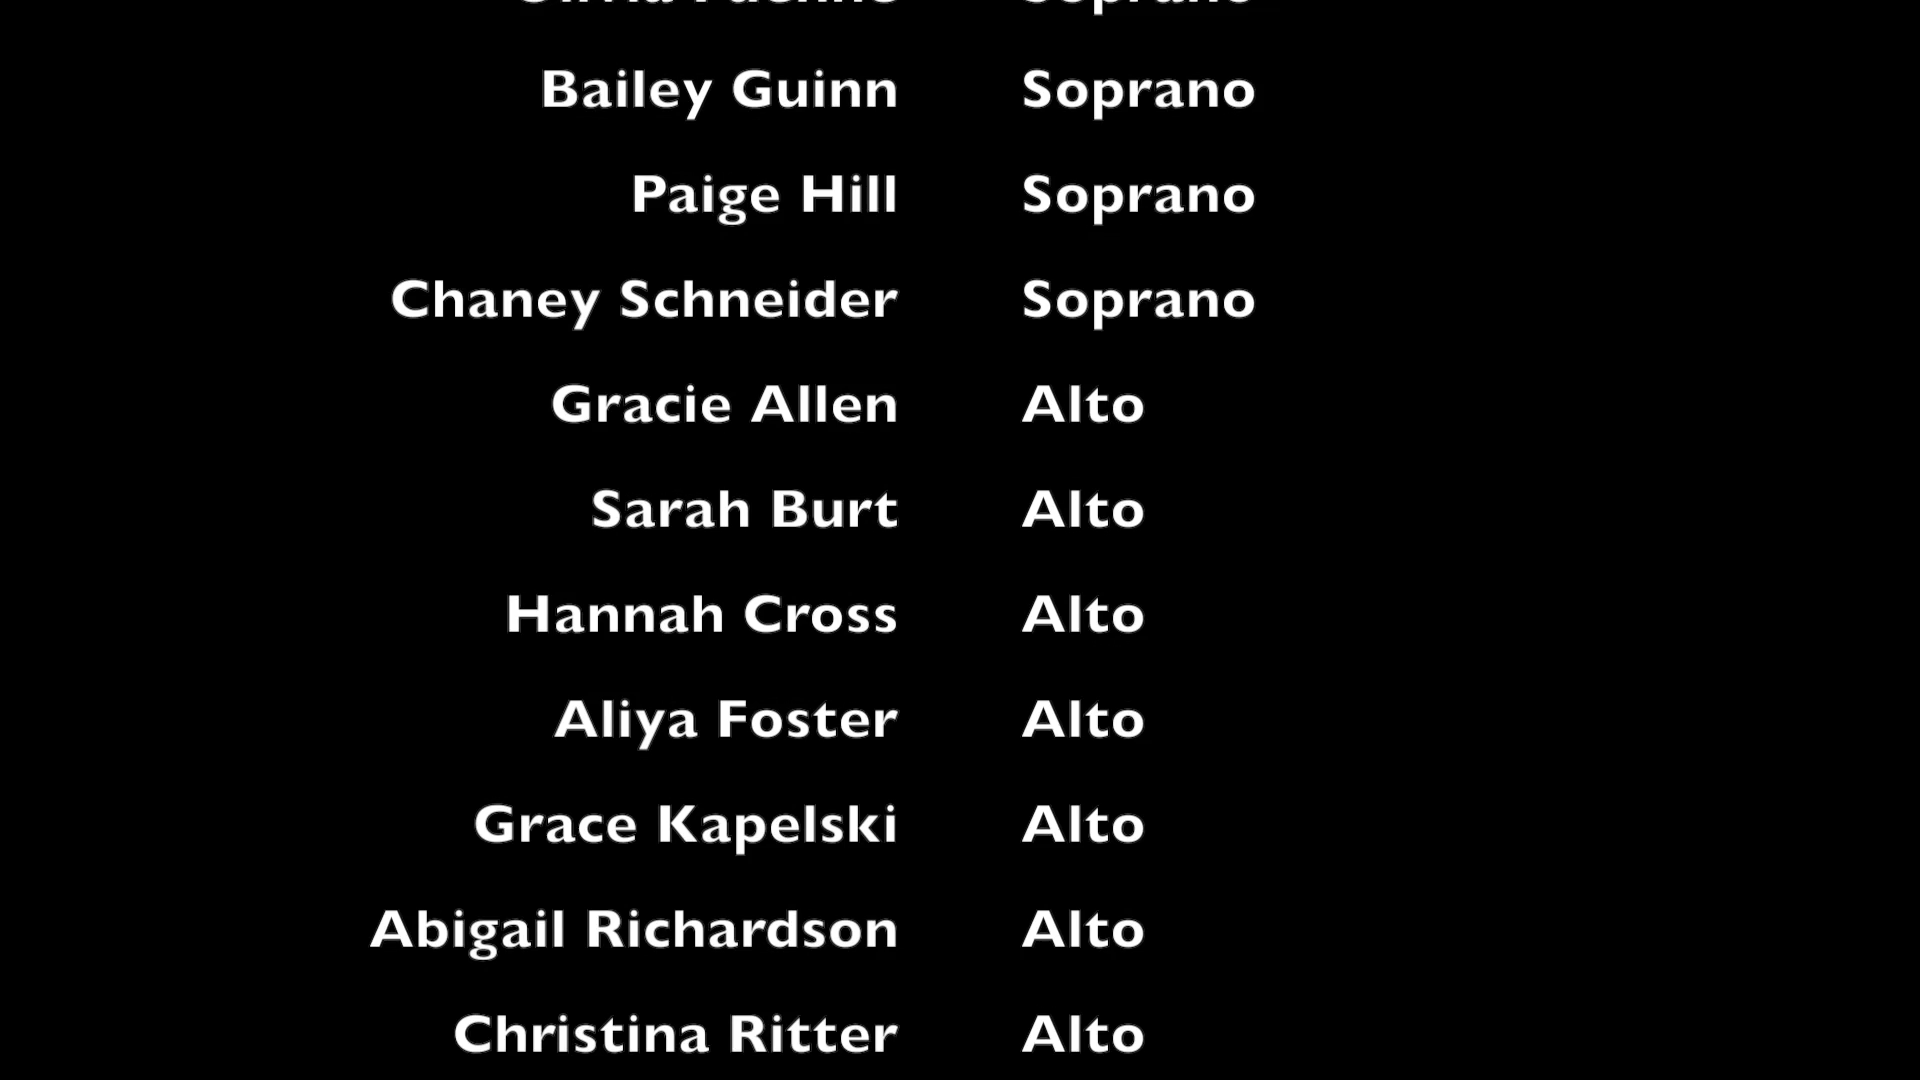 Soprano
Bailey Guinn Soprano
Paige Hill Soprano
Chaney Schneider Soprano
Gracie Allen Alto
Sarah Burt Alto
Hannah Cross Alto
Aliya Foster Alto
Grace Kapelski Alto
Abigail Richardson Alto
Christina Ritter Alto